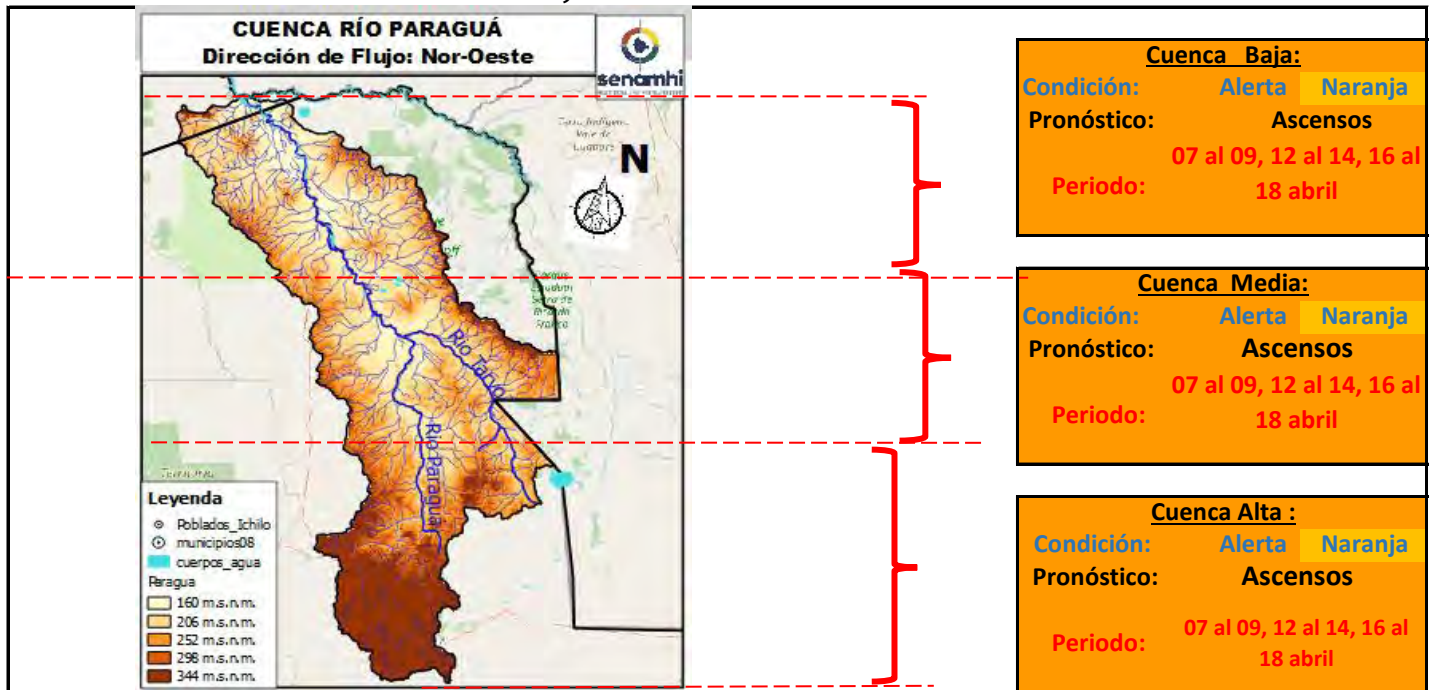 CUENCA RÍO PARAGUÁ
Dirección de Flujo: Nor-Oeste
senamhi
N
Río Tarvo
Río Paraguá
Leyenda
Poblados_Ichilo
municipios08
cuerpos_agua
Paragua
160 m.s.n.m.
206 m.s.n.m.
252 m.s.n.m.
298 m.s.n.m.
344 m.s.n.m.
Cuenca Baja:
Condición: Alerta Naranja
Pronóstico: Ascensos
07 al 09, 12 al 14, 16 al
Periodo: 18 abril
Cuenca Media:
Condición: Alerta Naranja
Pronóstico: Ascensos
07 al 09, 12 al 14, 16 al
Periodo: 18 abril
Cuenca Alta :
Condición: Alerta Naranja
Pronóstico: Ascensos
Periodo: 07 al 09, 12 al 14, 16 al
18 abril